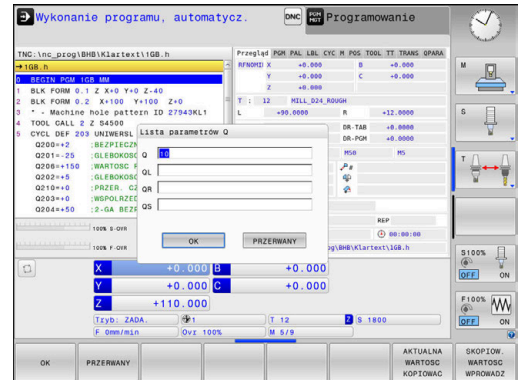 Wykonanie programu, automatycz. DNC PGM MGT Programowanie
TNC:\nc_prog\BHB\Klartext\1GB.h
→1GB.h
0 BEGIN PGM 1GB MM
1 BLK FORM 0.1 Z X+0 Y+0 Z-40
2 BLK FORM 0.2 X+100 Y+100 Z+0
3 * - Machine hole pattern ID 27943KL1
4 TOOL CALL 2 Z S4500
5 CYCL DEF 203 UNIWERSL
Q200=+2 ;BEZPIECZN
Q201=-25 ;GLEBOKOSC
Q206=+150 ;WARTOSC P
Q202=+5 ;GLEBOKOSC
Q210=+0 ;PRZER. CZ
Q203=+0 ;WSPOLRZED
Q204=+50 ;2-GA BEZP
100% S-OVR
100% F-OVR
Przegląd PGM PAL LBL CYC M POS TOOL TT TRANS QPARA
RFNOMI X +0.000 B +0.000
Y +0.000 C +0.000
Z +0.000
T : 12 MILL_D24_ROUGH
L +90.0000 R +12.0000
DR-TAB +0.0000
DR-PGM +0.0000
M50 M5
REP
00:00:00
og\BHB\Klartext\1GB.h
Lista parametrów Q
Q 10
QL
QR
QS
OK PRZERWANY
X +0.000 B +0.000
Y +0.000 C +0.000
Z +110.000
Tryb: ZADA. 1 T 12 Z S 1800
F 0mm/min Ovr 100% M 5/9
M
S
T
S100%
OFF ON
F100%
OFF ON
OK PRZERWANY AKTUALNA WARTOSC KOPIOWAC SKOPIOW. WARTOSC WPROWADZ